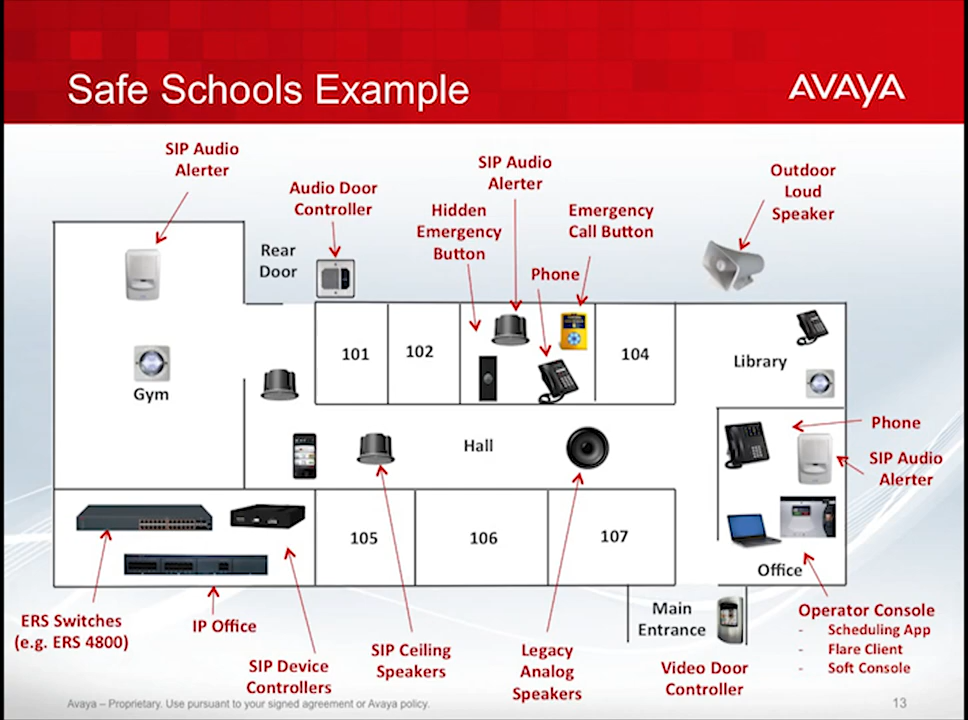 Safe Schools Example
AVAYA
SIP Audio
Alerter
Audio Door
Controller
SIP Audio
Alerter
Hidden
Emergency
Button
Emergency
Call Button
Phone
Outdoor
Loud
Speaker
Rear
Door
101
102
104
Library
Gym
Hall
Phone
SIP Audio
Alerter
105
106
107
Office
Main
Entrance
ERS Switches
(e.g. ERS 4800)
IP Office
SIP Device
Controllers
SIP Ceiling
Speakers
Legacy
Analog
Speakers
Video Door
Controller
Operator Console
- Scheduling App
- Flare Client
- Soft Console
Avaya – Proprietary. Use pursuant to your signed agreement or Avaya policy.
13